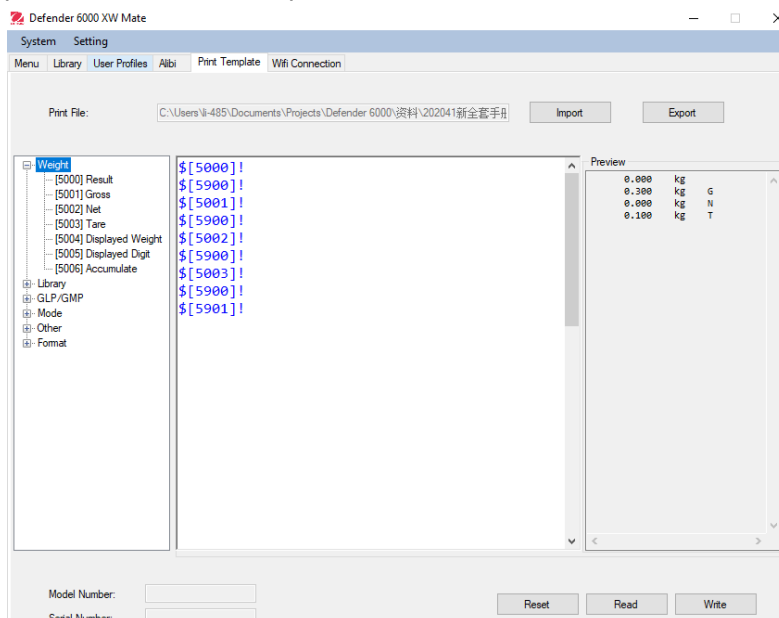 Defender 6000 XW Mate
System Setting
Menu Library User Profiles Alibi Print Template Wifi Connection
Print File: C:\Users\li-485\Documents\Projects\Defender 6000\资料\202041新全套手册 Import Export
Weight
[5000] Result
[5001] Gross
[5002] Net
[5003] Tare
[5004] Displayed Weight
[5005] Displayed Digit
[5006] Accumulate
Library
GLP/GMP
Mode
Other
Format
$[5000]!
$[5900]!
$[5001]!
$[5900]!
$[5002]!
$[5900]!
$[5003]!
$[5900]!
$[5901]!
Preview
0.000 kg
0.300 kg G
0.000 kg N
0.100 kg T
Model Number:
Serial Number:
Reset Read Write